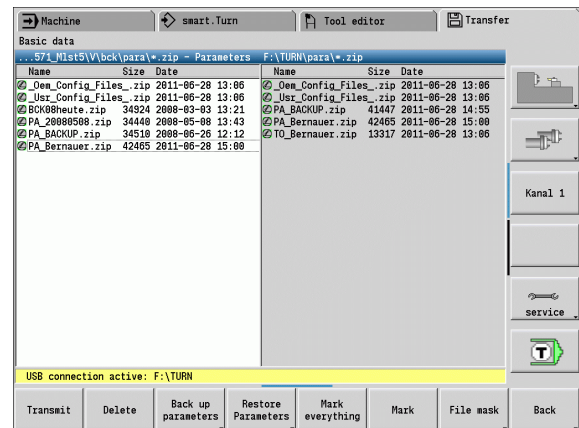 Machine smart.Turn Tool editor Transfer
Basic data
...571_Mlst5\V\bck\para\*.zip - Parameters F:\TURN\para\*.zip
Name Size Date Name Size Date
_Oem_Config_Files_.zip 2011-06-28 13:06 _Oem_Config_Files_.zip 2011-06-28 13:06
_Usr_Config_Files_.zip 2011-06-28 13:06 _Usr_Config_Files_.zip 2011-06-28 13:06
BCK08heute.zip 34924 2008-03-03 13:21 PA_BACKUP.zip 41447 2011-06-28 14:55
PA_20080508.zip 34440 2008-05-08 13:43 PA_Bernauer.zip 42465 2011-06-28 15:00
PA_BACKUP.zip 34510 2008-06-26 12:12 TO_Bernauer.zip 13317 2011-06-28 13:06
PA_Bernauer.zip 42465 2011-06-28 15:00
Kanal 1
service
T
USB connection active: F:\TURN
Transmit Delete Back up parameters Restore Parameters Mark everything Mark File mask Back